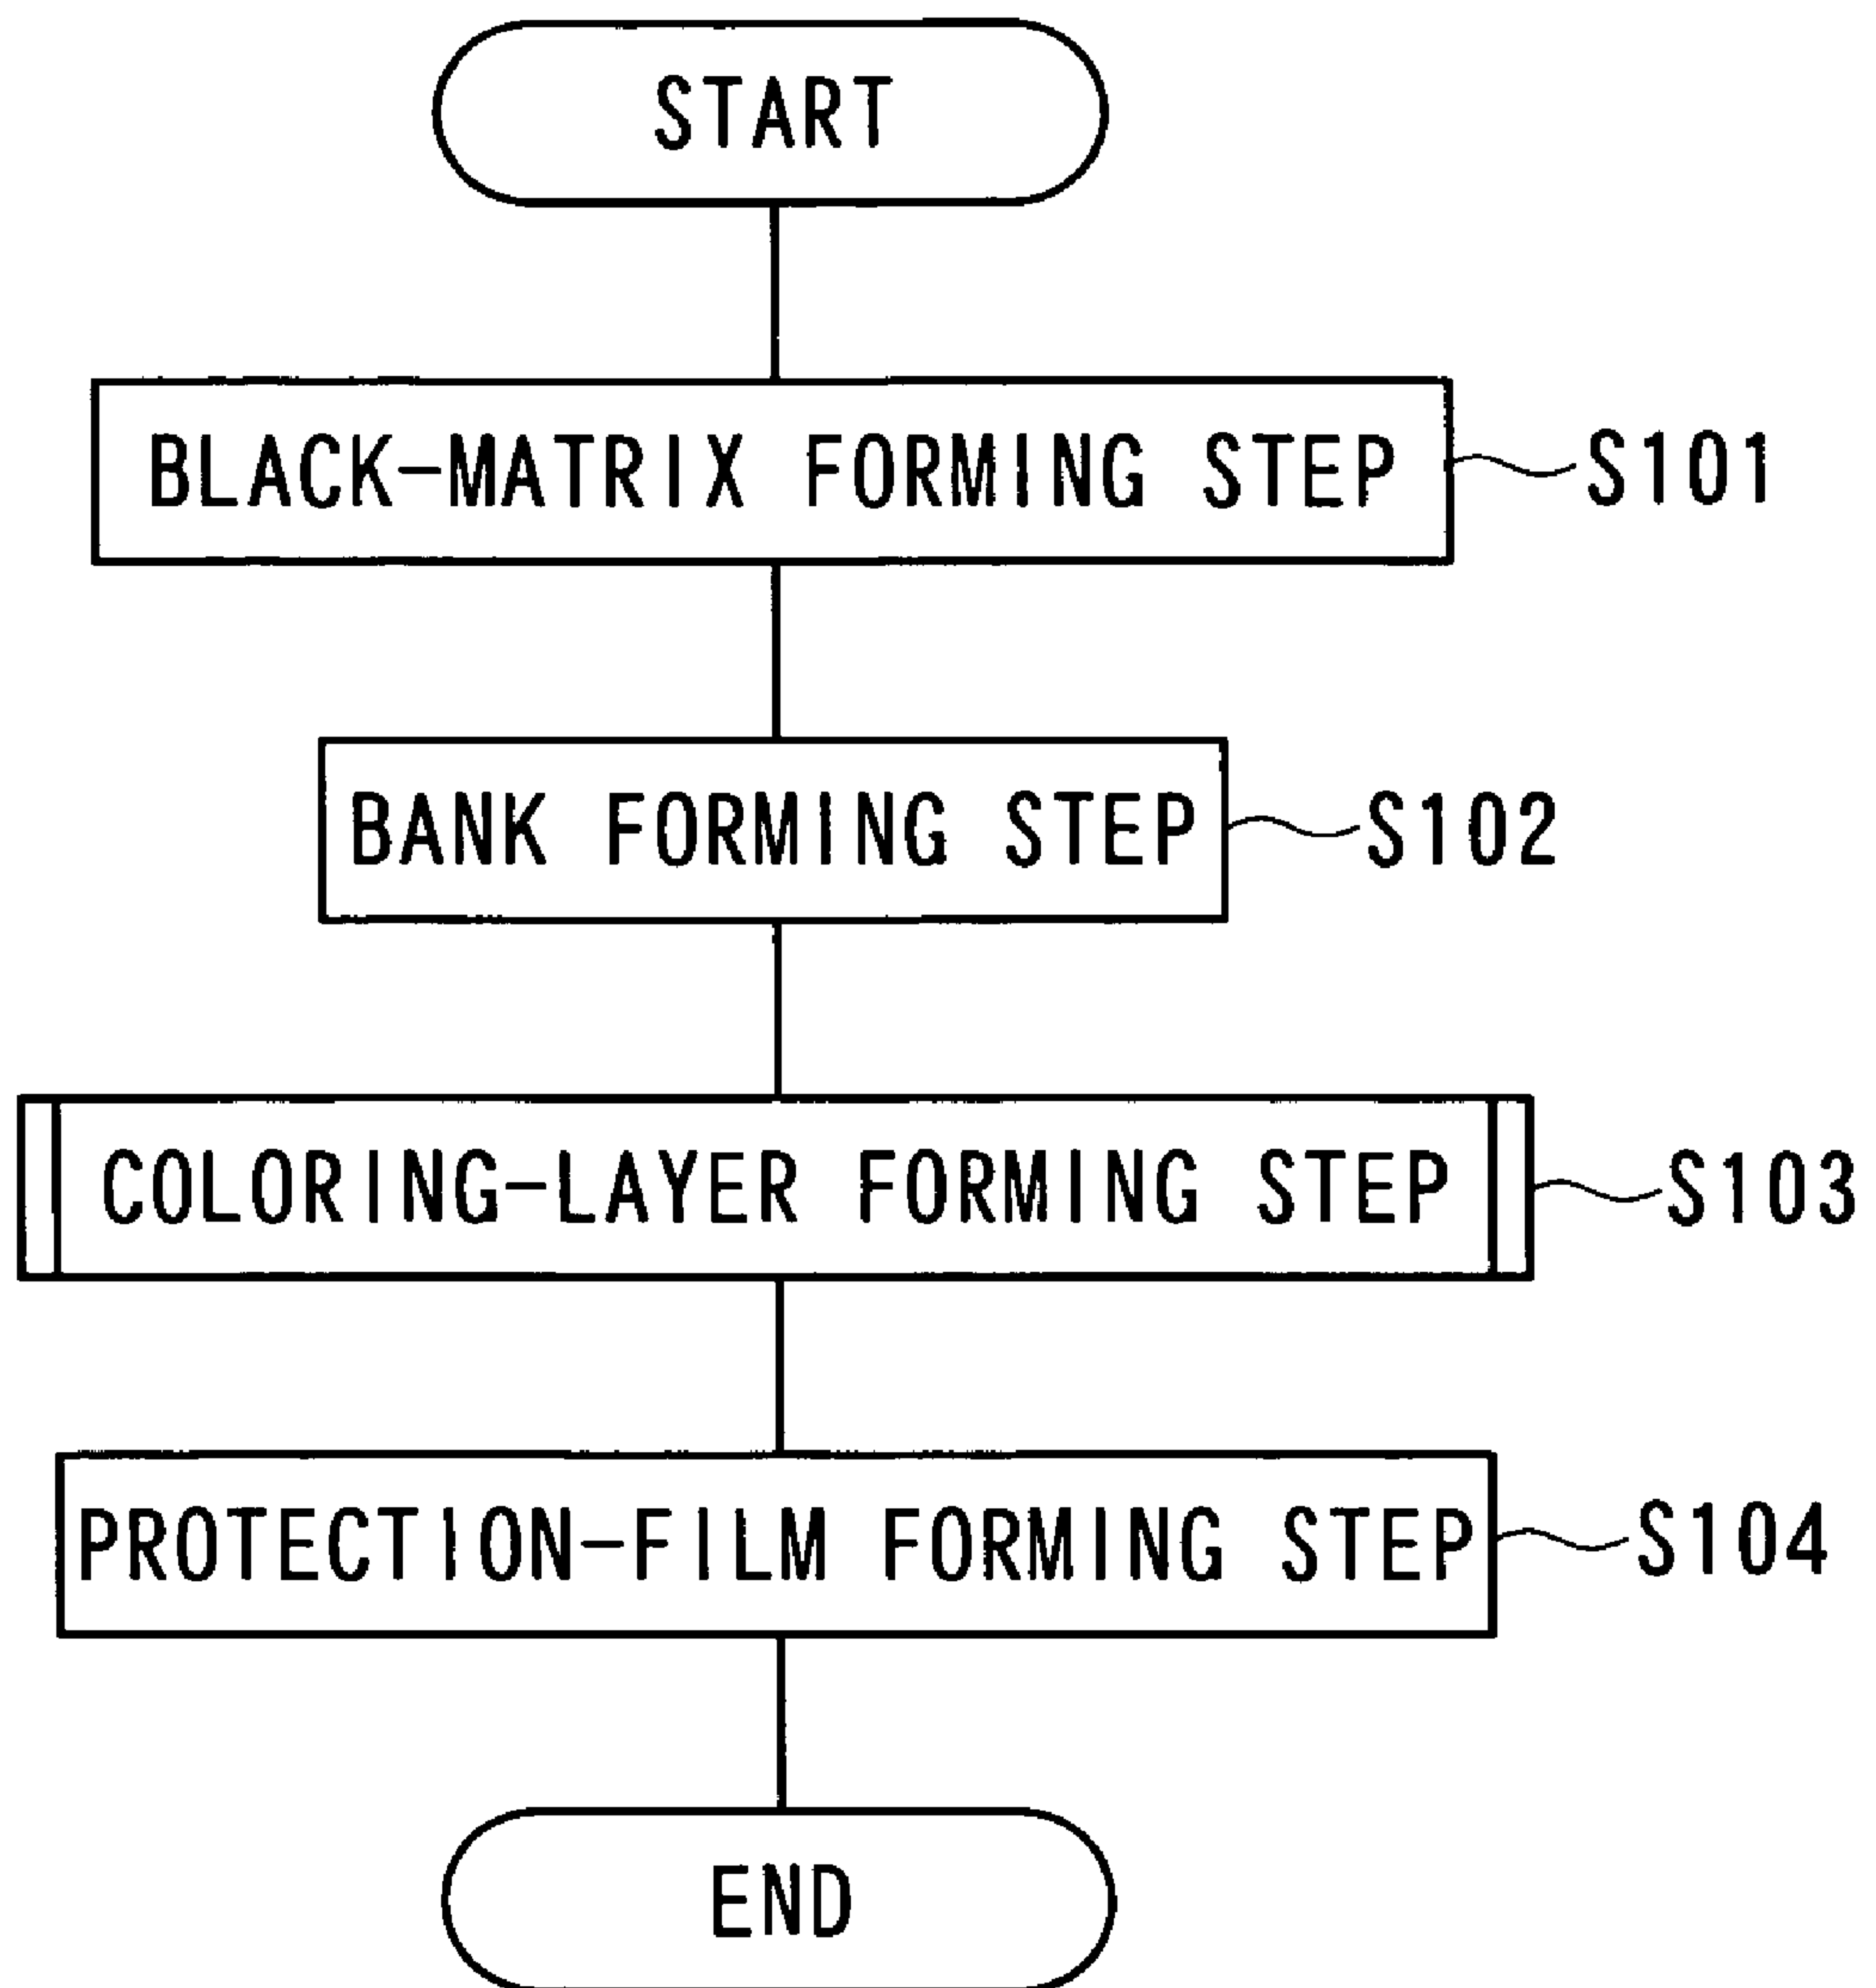 START
BLACK-MATRIX FORMING STEP S101
BANK FORMING STEP S102
COLORING-LAYER FORMING STEP S103
PROTECTION-FILM FORMING STEP S104
END